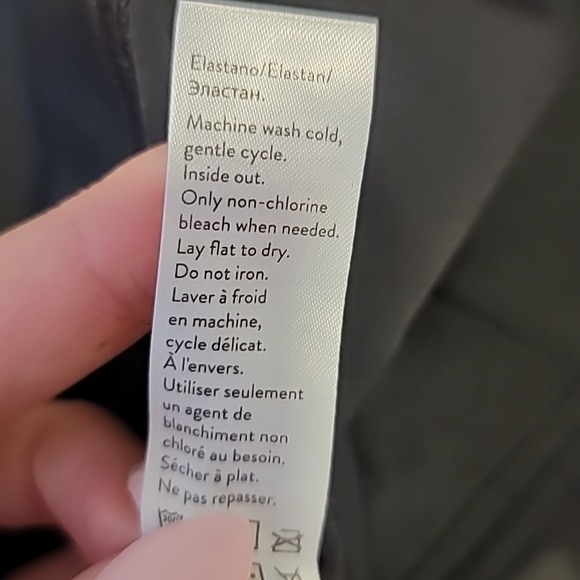 Elastano/Elastan/
Эластан.
Machine wash cold,
gentle cycle.
Inside out.
Only non-chlorine
bleach when needed.
Lay flat to dry.
Do not iron.
Laver à froid
en machine,
cycle délicat.
À l'envers.
Utiliser seulement
un agent de
blanchiment non
chloré au besoin.
Sécher à plat.
Ne pas repasser.